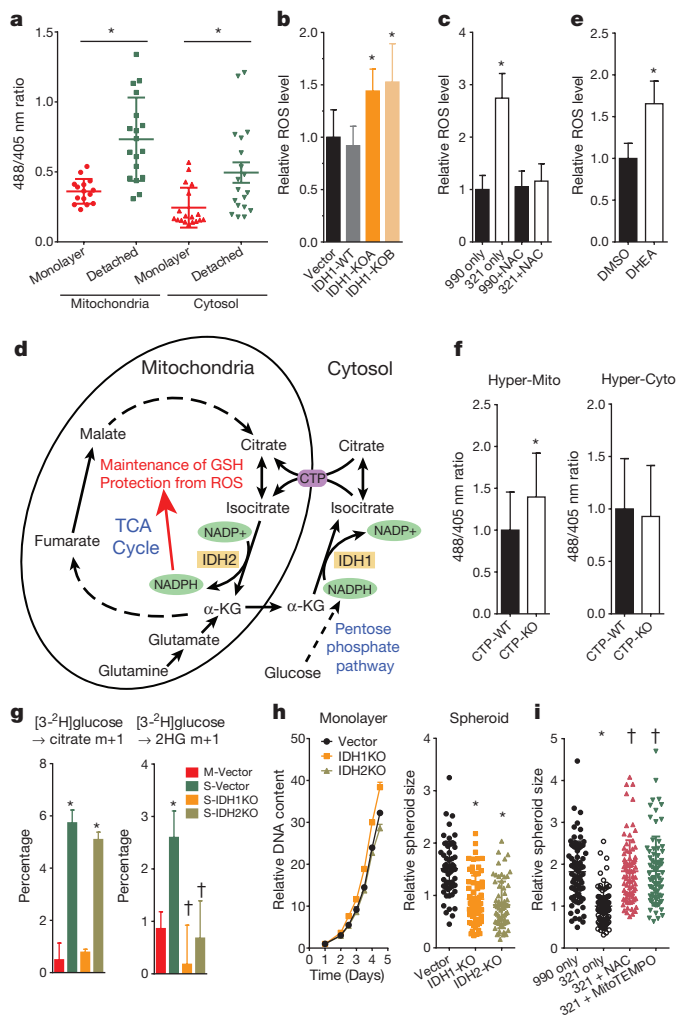 a
488/405 nm ratio
1.5
1.0
0.5
0.0
*
*
Monolayer
Detached
Monolayer
Detached
Mitochondria
Cytosol
b
Relative ROS level
2.0
1.5
1.0
0.5
0.0
*
*
Vector
IDH1-WT
IDH1-KOA
IDH1-KOB
c
Relative ROS level
4
3
2
1
0
*
990 only
321 only
990+NAC
321+NAC
e
Relative ROS level
2.5
2.0
1.5
1.0
0.5
0
*
DMSO
DHEA
d
Mitochondria
Cytosol
Malate
Citrate
Citrate
Maintenance of GSH
Protection from ROS
CTP
Isocitrate
Isocitrate
TCA
Cycle
NADP+
NADP+
Fumarate
IDH2
IDH1
NADPH
NADPH
α-KG
α-KG
Glutamate
Pentose
phosphate
pathway
Glutamine
Glucose
f
Hyper-Mito
488/405 nm ratio
2.5
2.0
1.5
1.0
0.5
0.0
*
CTP-WT
CTP-KO
Hyper-Cyto
488/405 nm ratio
2.0
1.5
1.0
0.5
0.0
CTP-WT
CTP-KO
g
[3-²H]glucose
→ citrate m+1
Percentage
8
6
4
2
0
*
*
[3-²H]glucose
→ 2HG m+1
Percentage
4
3
2
1
0
*
†
†
M-Vector
S-Vector
S-IDH1KO
S-IDH2KO
h
Monolayer
Vector
IDH1KO
IDH2KO
Relative DNA content
50
40
30
20
10
0
0 1 2 3 4 5
Time (Days)
Spheroid
Relative spheroid size
5
4
3
2
1
0
*
*
Vector
IDH1-KO
IDH2-KO
i
Relative spheroid size
5
4
3
2
1
0
*
†
†
990 only
321 only
321 + NAC
321 + MitoTEMPO